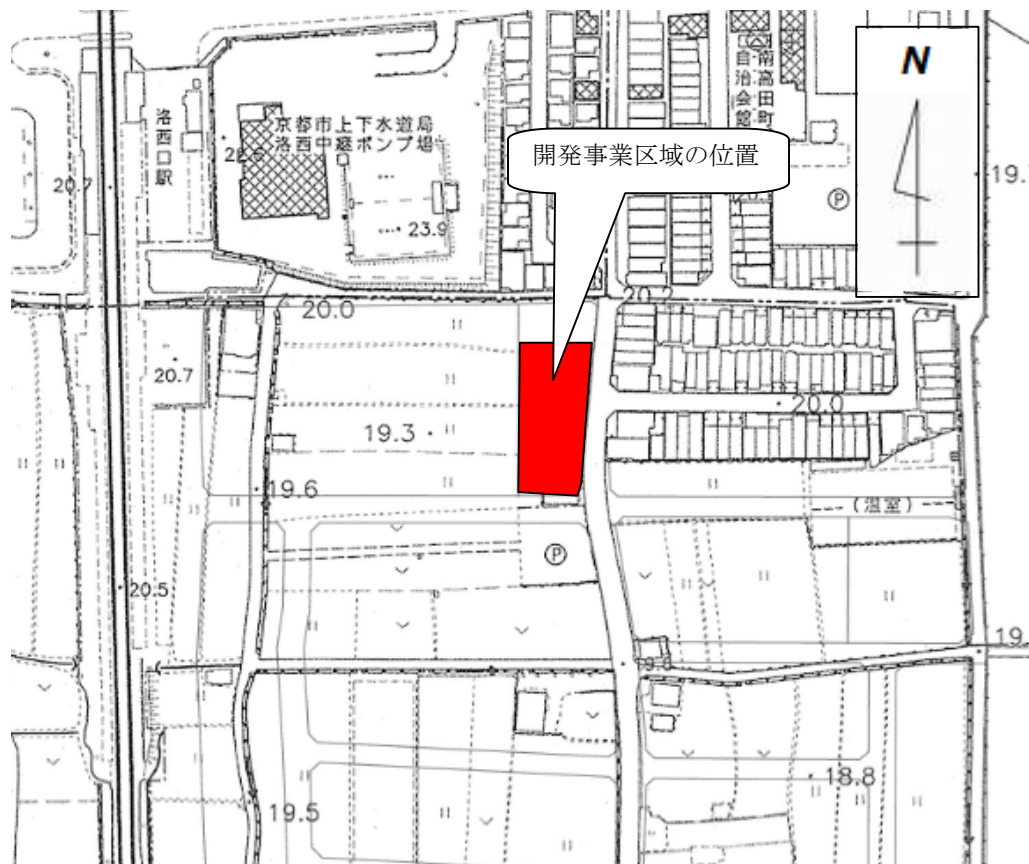 N
南高田町
自治会館
洛西口駅
京都市上下水道局
洛西中継ポンプ場
開発事業区域の位置
20.7
23.9
P
20.0
20.2
20.7
20.0
19.3
19.6
(温室)
P
20.5
19.
19.5
18.8